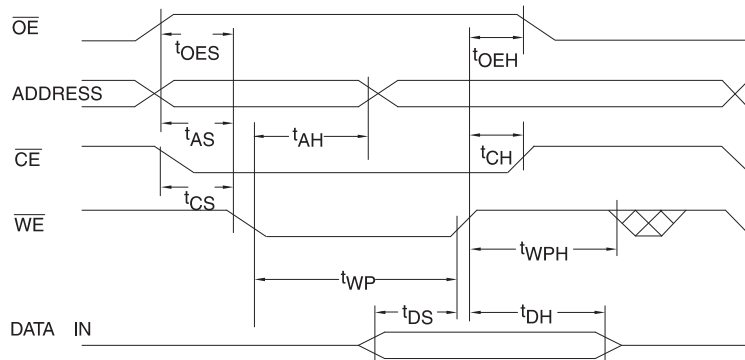 OE
tOES
tOEH
ADDRESS
tAS
tAH
tCH
CE
tCS
WE
tWPH
tWP
tDS
tDH
DATA IN